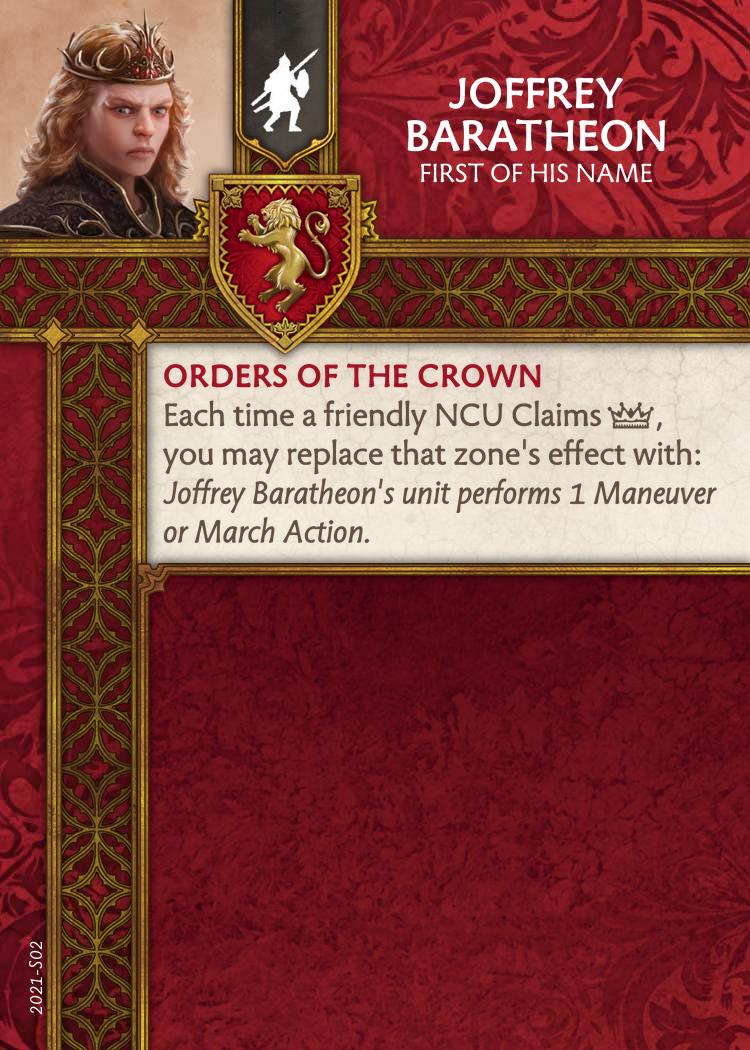 JOFFREY
BARATHEON
FIRST OF HIS NAME
ORDERS OF THE CROWN
Each time a friendly NCU Claims ,
you may replace that zone's effect with:
Joffrey Baratheon's unit performs 1 Maneuver
or March Action.
2021-S02